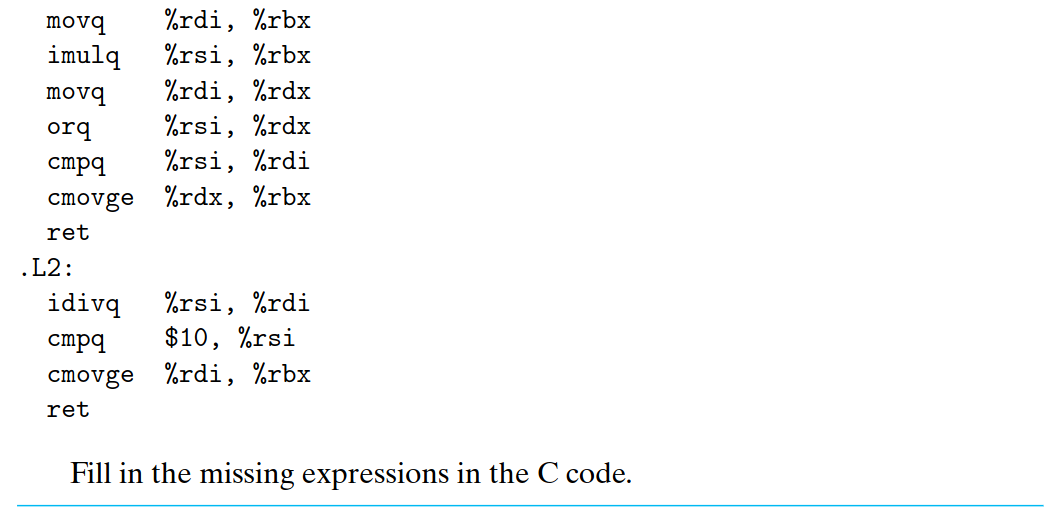 movq %rdi, %rbx
imulq %rsi, %rbx
movq %rdi, %rdx
orq %rsi, %rdx
cmpq %rsi, %rdi
cmovge %rdx, %rbx
ret
.L2:
idivq %rsi, %rdi
cmpq $10, %rsi
cmovge %rdi, %rbx
ret
Fill in the missing expressions in the C code.